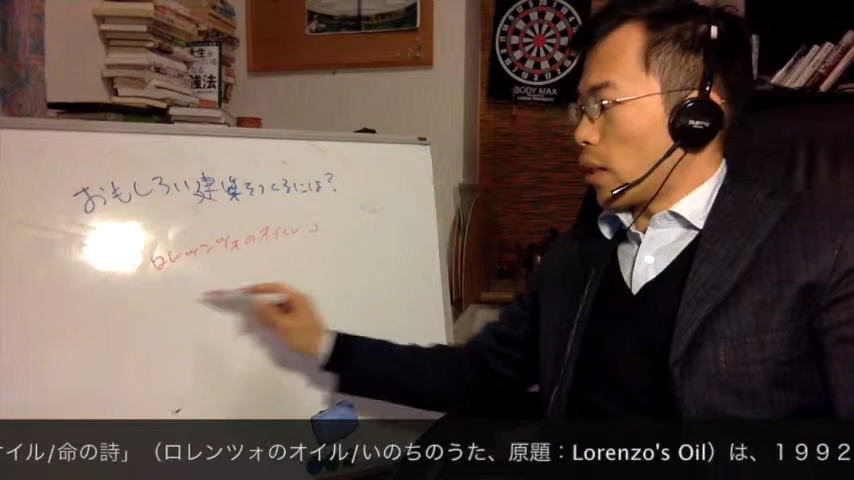 強法
BODY MAX
おもしろい建築をつくるには?
ロレンツォのオイル」
イル/命の詩」（ロレンツォのオイル/いのちのうた、原題：Lorenzo's Oil）は、１９９２